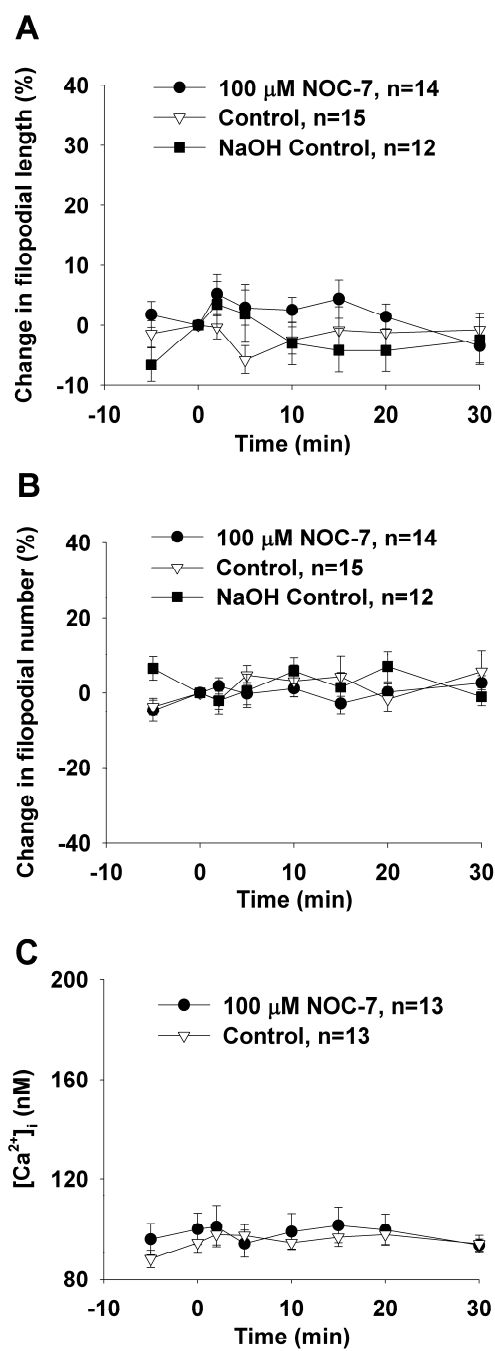 A
Change in filopodial length (%)
40
30
20
10
0
-10
100 μM NOC-7, n=14
Control, n=15
NaOH Control, n=12
-10 0 10 20 30
Time (min)
B
Change in filopodial number (%)
40
20
0
-20
-40
100 μM NOC-7, n=14
Control, n=15
NaOH Control, n=12
-10 0 10 20 30
Time (min)
C
[Ca²⁺]ᵢ (nM)
200
160
120
80
100 μM NOC-7, n=13
Control, n=13
-10 0 10 20 30
Time (min)